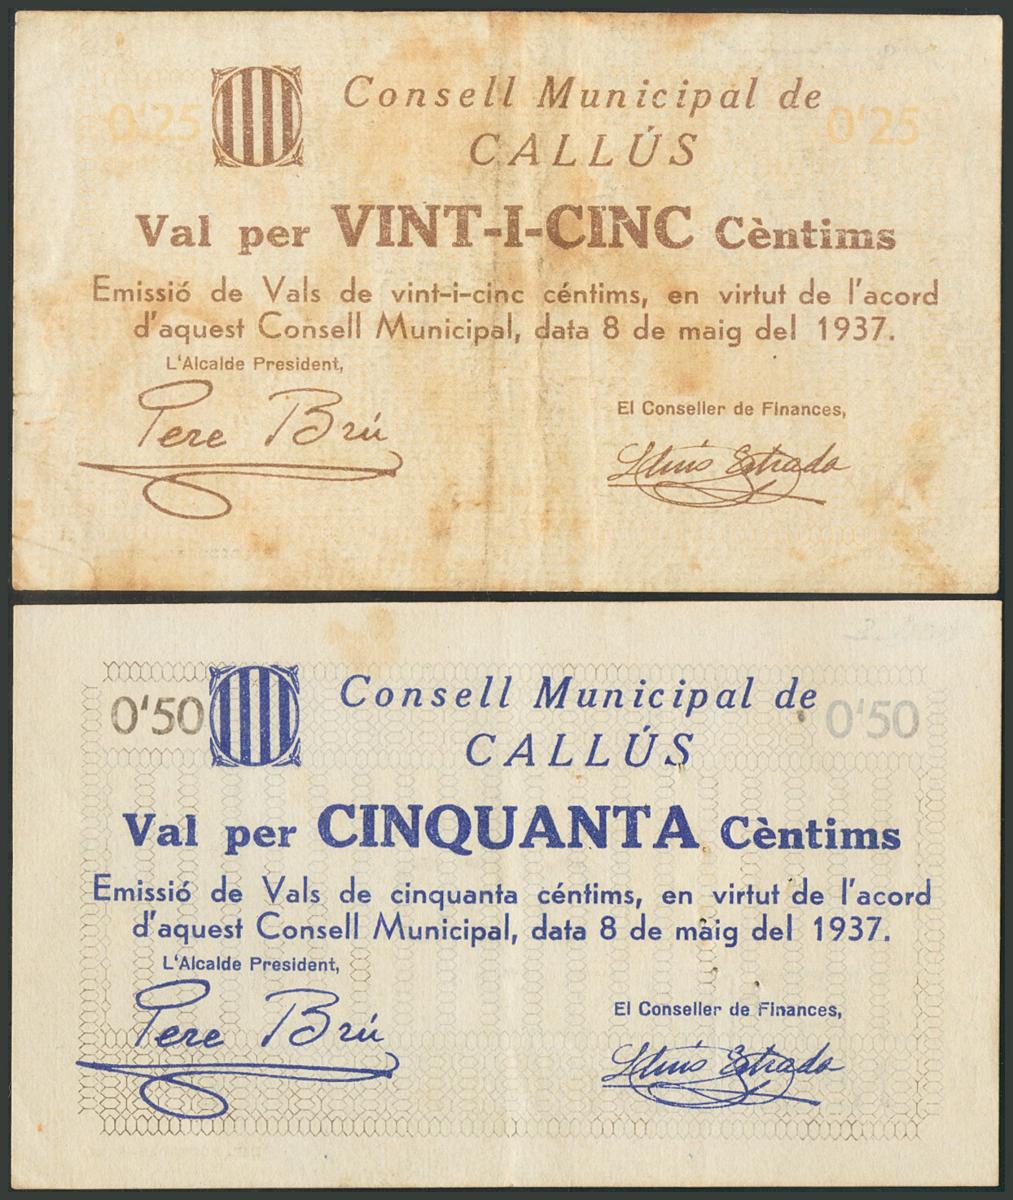 0'25
Consell Municipal de
0'25
CALLÚS
Val per VINT-I-CINC Cèntims
Emissió de Vals de vint-i-cinc céntims, en virtut de l'acord
d'aquest Consell Municipal, data 8 de maig del 1937.
L'Alcalde President,
El Conseller de Finances,
Pere Brú
Lluis Estrada
0'50
Consell Municipal de
0'50
CALLÚS
Val per CINQUANTA Cèntims
Emissió de Vals de cinquanta céntims, en virtut de l'acord
d'aquest Consell Municipal, data 8 de maig del 1937.
L'Alcalde President,
El Conseller de Finances,
Pere Brú
Lluis Estrada